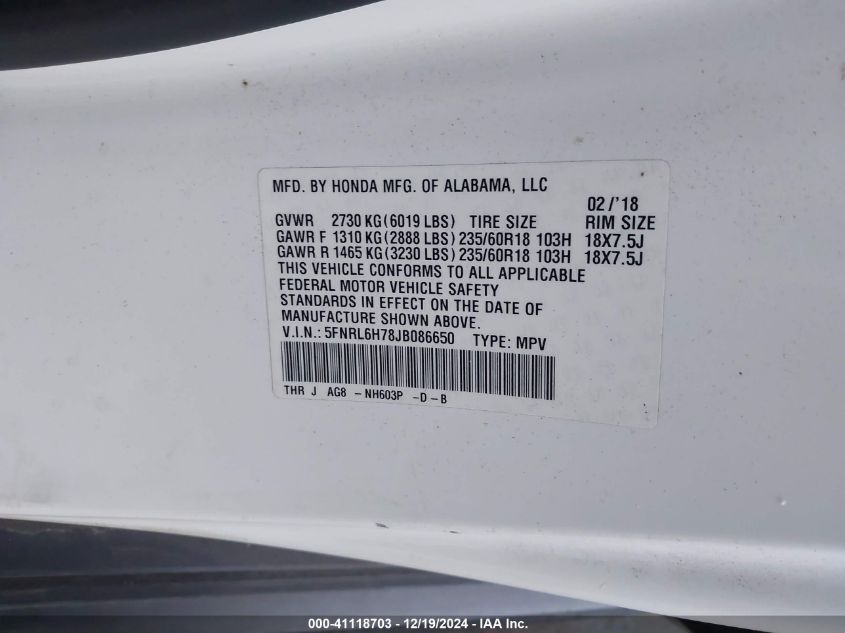 MFD. BY HONDA MFG. OF ALABAMA, LLC
02/'18
GVWR 2730 KG(6019 LBS) TIRE SIZE RIM SIZE
GAWR F 1310 KG(2888 LBS) 235/60R18 103H 18X7.5J
GAWR R 1465 KG(3230 LBS) 235/60R18 103H 18X7.5J
THIS VEHICLE CONFORMS TO ALL APPLICABLE
FEDERAL MOTOR VEHICLE SAFETY
STANDARDS IN EFFECT ON THE DATE OF
MANUFACTURE SHOWN ABOVE.
V.I.N.: 5FNRL6H78JB086650 TYPE: MPV
THR J AG8 - NH603P - D - B
000-41118703 - 12/19/2024 - IAA Inc.